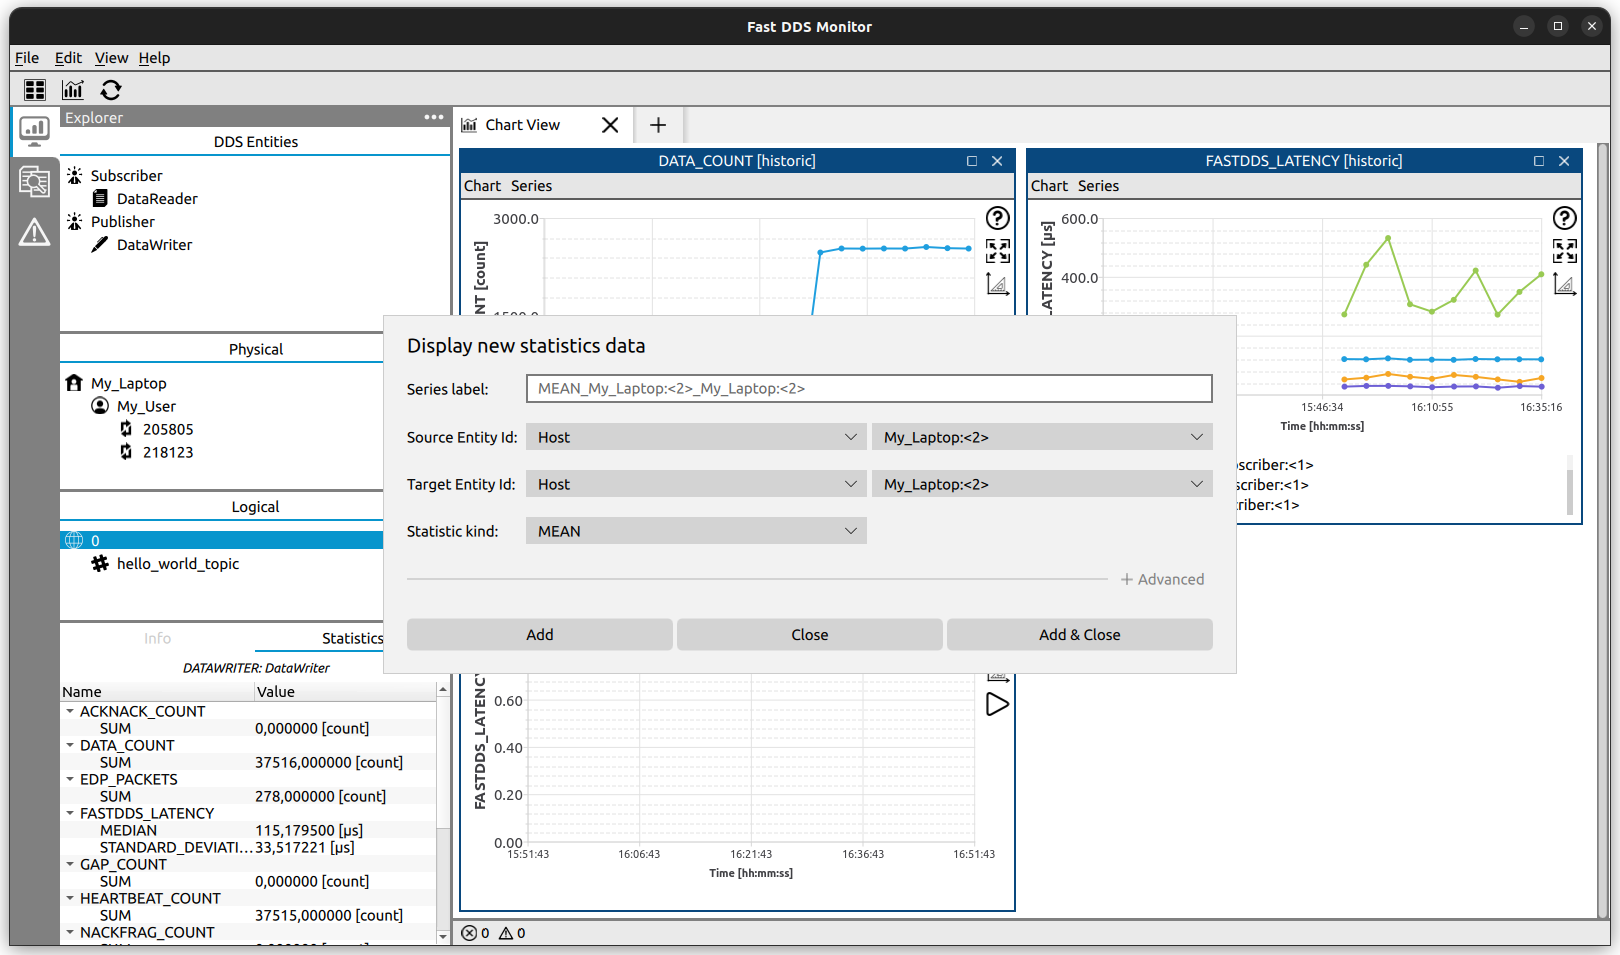 Fast DDS Monitor
File Edit View Help
Explorer
DDS Entities
Subscriber
DataReader
Publisher
DataWriter
Physical
My_Laptop
My_User
205805
218123
Logical
0
hello_world_topic
Info Statistics
DATAWRITER: DataWriter
Name Value
ACKNACK_COUNT
SUM 0,000000 [count]
DATA_COUNT
SUM 37516,000000 [count]
EDP_PACKETS
SUM 278,000000 [count]
FASTDDS_LATENCY
MEDIAN 115,179500 [µs]
STANDARD_DEVIATI... 33,517221 [µs]
GAP_COUNT
SUM 0,000000 [count]
HEARTBEAT_COUNT
SUM 37515,000000 [count]
NACKFRAG_COUNT
Chart View
DATA_COUNT [historic]
Chart Series
3000.0
1500.0
NT [count]
FASTDDS_LATENCY [historic]
Chart Series
600.0
400.0
LATENCY [µs]
15:46:34 16:10:55 16:35:16
Time [hh:mm:ss]
scriber:<1>
scriber:<1>
riber:<1>
Display new statistics data
Series label: MEAN_My_Laptop:<2>_My_Laptop:<2>
Source Entity Id: Host My_Laptop:<2>
Target Entity Id: Host My_Laptop:<2>
Statistic kind: MEAN
+ Advanced
Add Close Add & Close
FASTDDS_LATENCY
0.60
0.40
0.20
0.00
15:51:43 16:06:43 16:21:43 16:36:43 16:51:43
Time [hh:mm:ss]
0 0